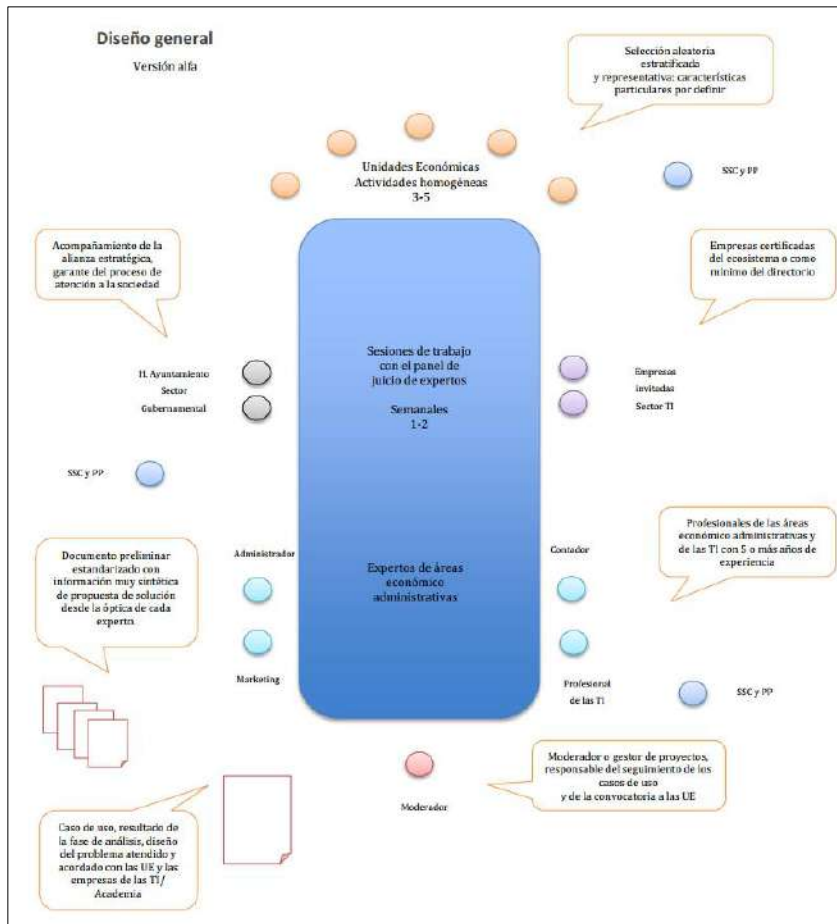 Diseño general
Versión alfa
Selección aleatoria
estratificada
y representativa: características
particulares por definir
Unidades Económicas
Actividades homogéneas
3-5
SSC y PP
Acompañamiento de la
alianza estratégica,
garante del proceso de
atención a la sociedad
Empresas certificadas
del ecosistema o como
mínimo del directorio
Sesiones de trabajo
con el panel de
juicio de expertos
Semanales
1-2
H. Ayuntamiento
Sector
Gubernamental
Empresas
invitadas
Sector TI
SSC y PP
Profesionales de las áreas
económico administrativas y
de las TI con 5 o más años de
experiencia
Documento preliminar
estandarizado con
información muy sintética
de propuesta de solución
desde la óptica de cada
experto
Administrador
Contador
Expertos de áreas
económico
administrativas
Marketing
Profesional
de las TI
SSC y PP
Moderador o gestor de proyectos,
responsable del seguimiento de los
casos de uso
y de la convocatoria a las UE
Moderador
Caso de uso, resultado de
la fase de análisis, diseño
del problema atendido y
acordado con las UE y las
empresas de las TI/
Academia